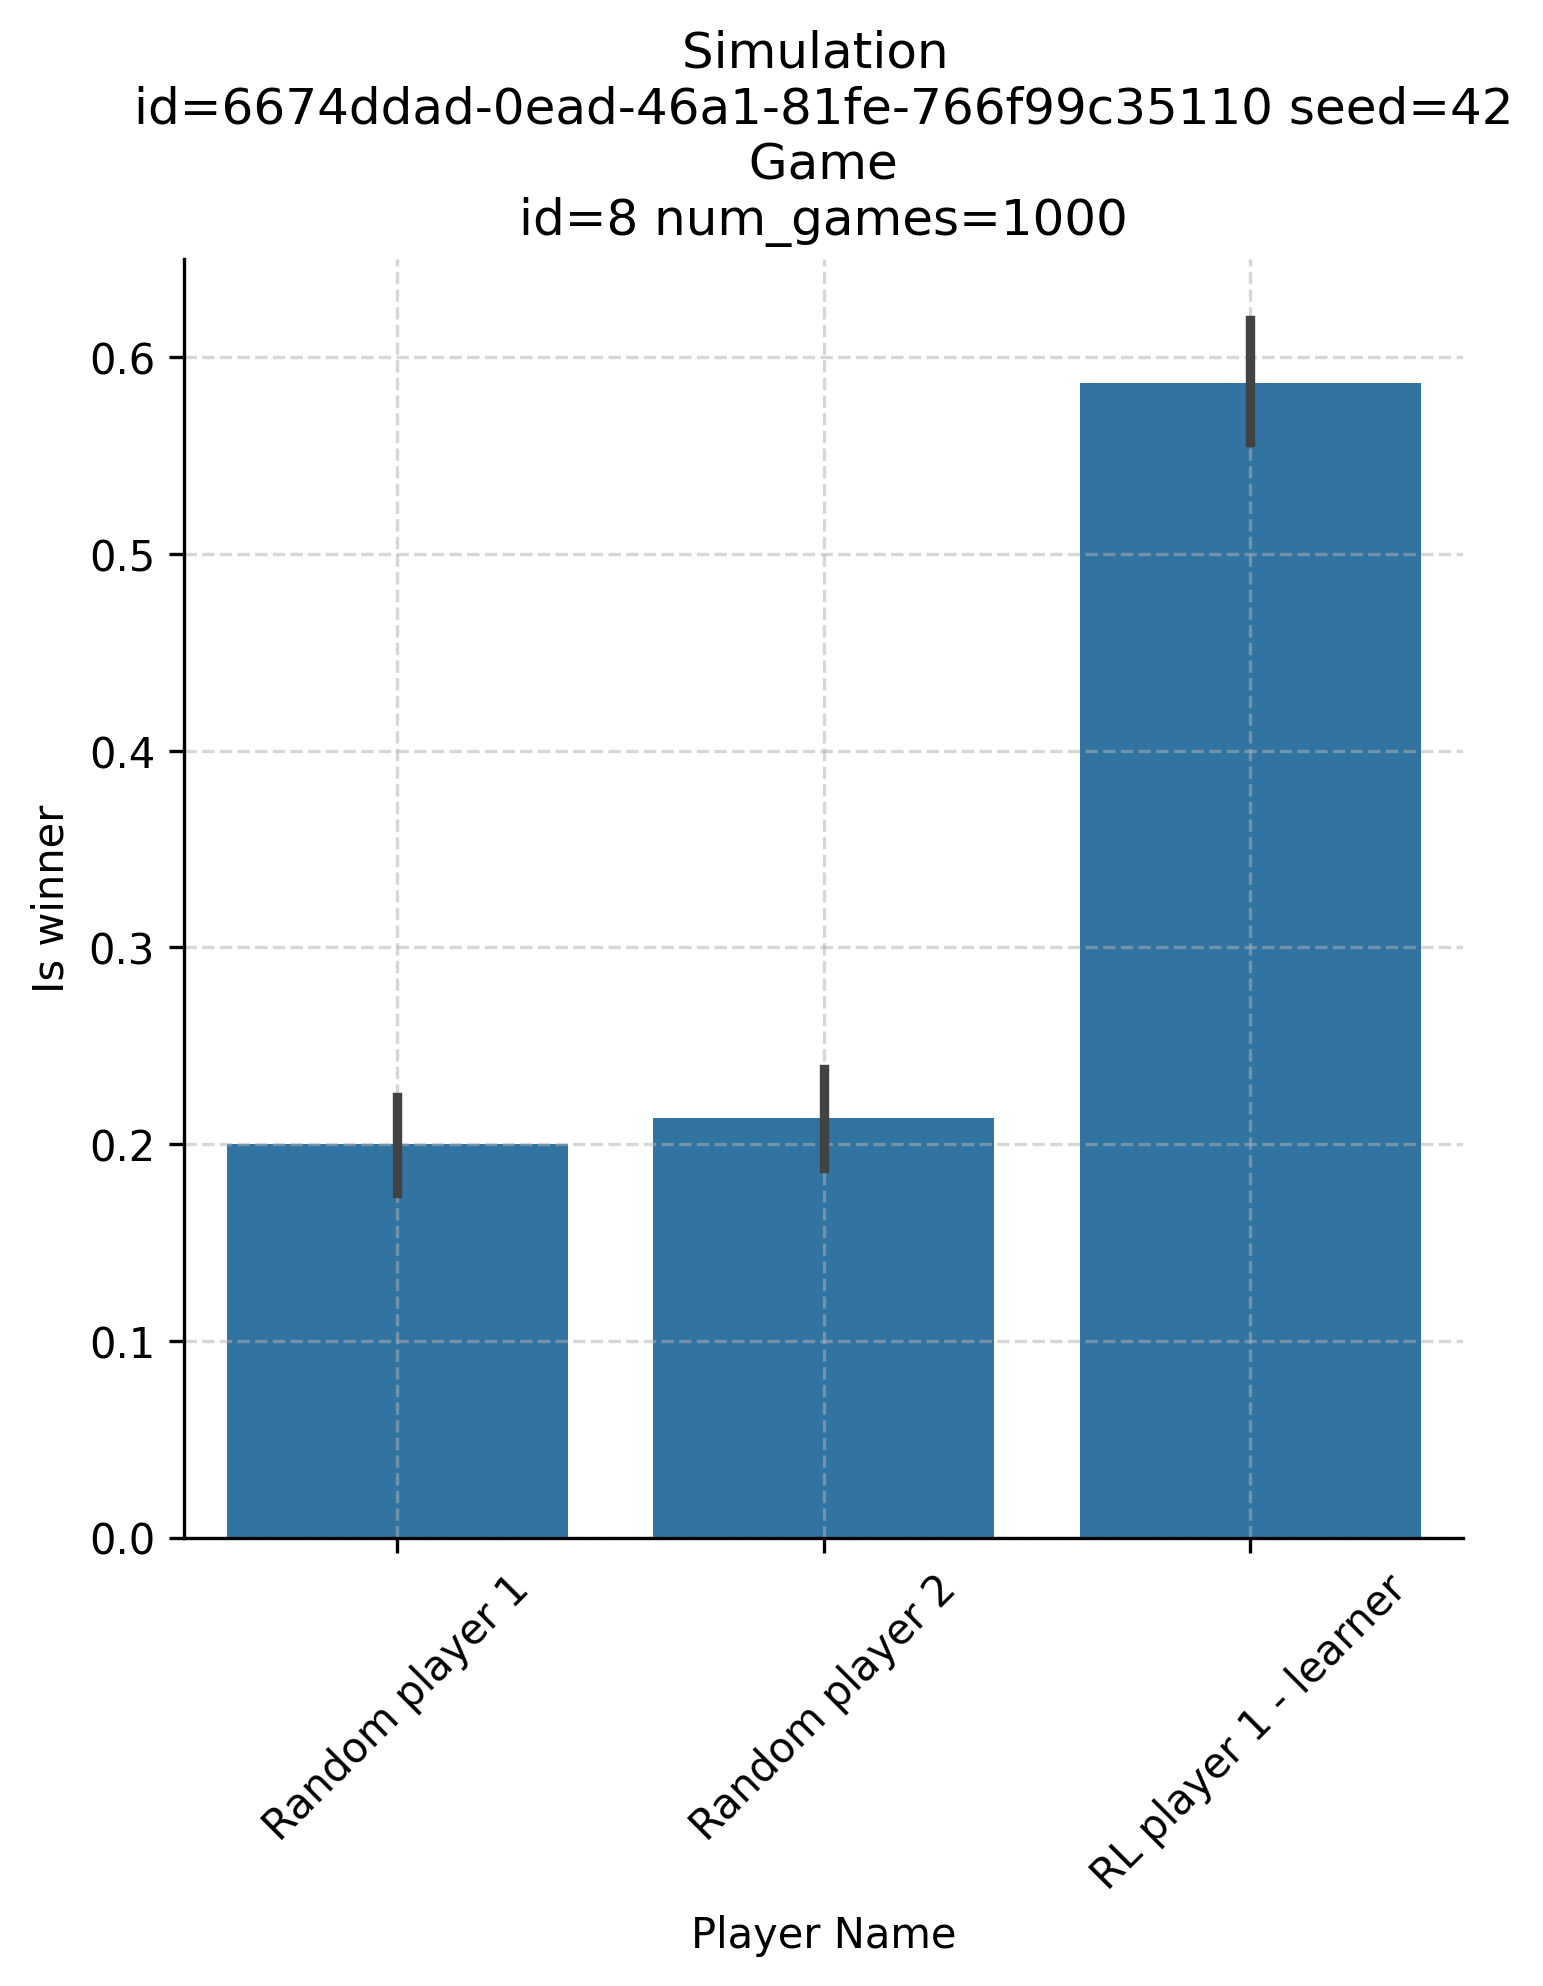 Simulation
id=6674ddad-0ead-46a1-81fe-766f99c35110 seed=42
Game
id=8 num_games=1000
0.6
0.5
0.4
0.3
0.2
0.1
0.0
Is winner
Random player 1
Random player 2
RL player 1 - learner
Player Name